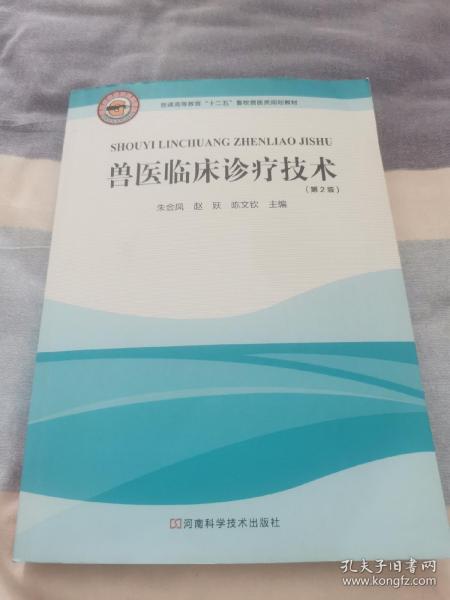 普通高等教育“十二五”畜牧兽医类规划教材
SHOUYI LINCHUANG ZHENLIAO JISHU
兽医临床诊疗技术
(第2版)
朱会凤 赵 跃 陈文钦 主编
河南科学技术出版社
孔夫子旧书网
www.kongfz.com